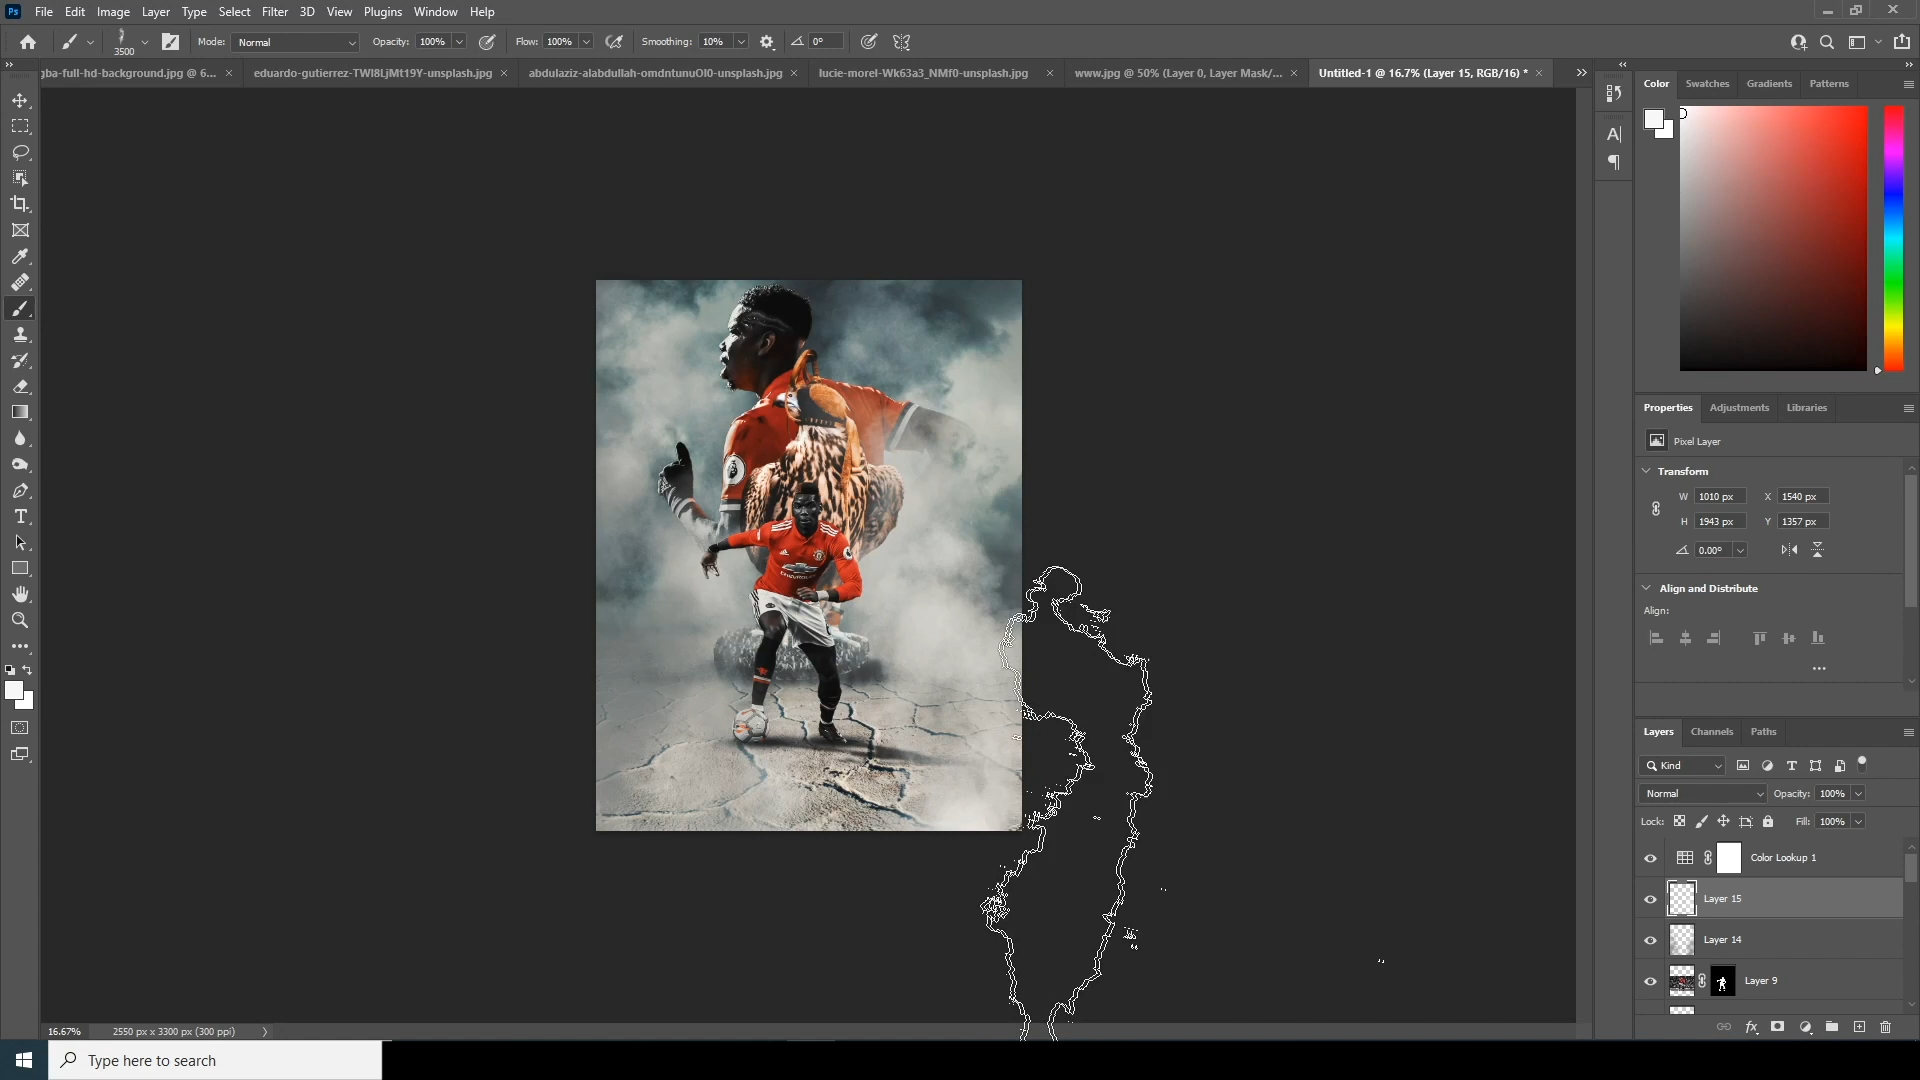 Ps File Edit Image Layer Type Select Filter 3D View Plugins Window Help
3500 Mode: Normal Opacity: 100% Flow: 100% Smoothing: 10% 0°
gba-full-hd-background.jpg @ 6... × eduardo-gutierrez-TWl8LjMt19Y-unsplash.jpg × abdulaziz-alabdullah-omdntunuOl0-unsplash.jpg × lucie-morel-Wk63a3_NMf0-unsplash.jpg × www.jpg @ 50% (Layer 0, Layer Mask/... × Untitled-1 @ 16.7% (Layer 15, RGB/16) * ×
Color Swatches Gradients Patterns
Properties Adjustments Libraries
Pixel Layer
Transform
W 1010 px X 1540 px
H 1943 px Y 1357 px
0.00°
Align and Distribute
Align:
CHEVROLET
Layers Channels Paths
Kind
Normal Opacity: 100%
Lock: Fill: 100%
Color Lookup 1
Layer 15
Layer 14
Layer 9
16.67% 2550 px x 3300 px (300 ppi)
Type here to search